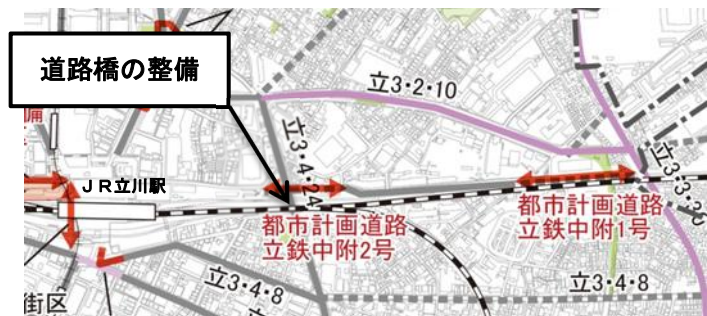 道路橋の整備
備
立3・2・10
立3・4・24
立3・3・30
JR立川駅
都市計画道路
立鉄中附2号
都市計画道路
立鉄中附1号
立3・4・8
立3・4・8
街区